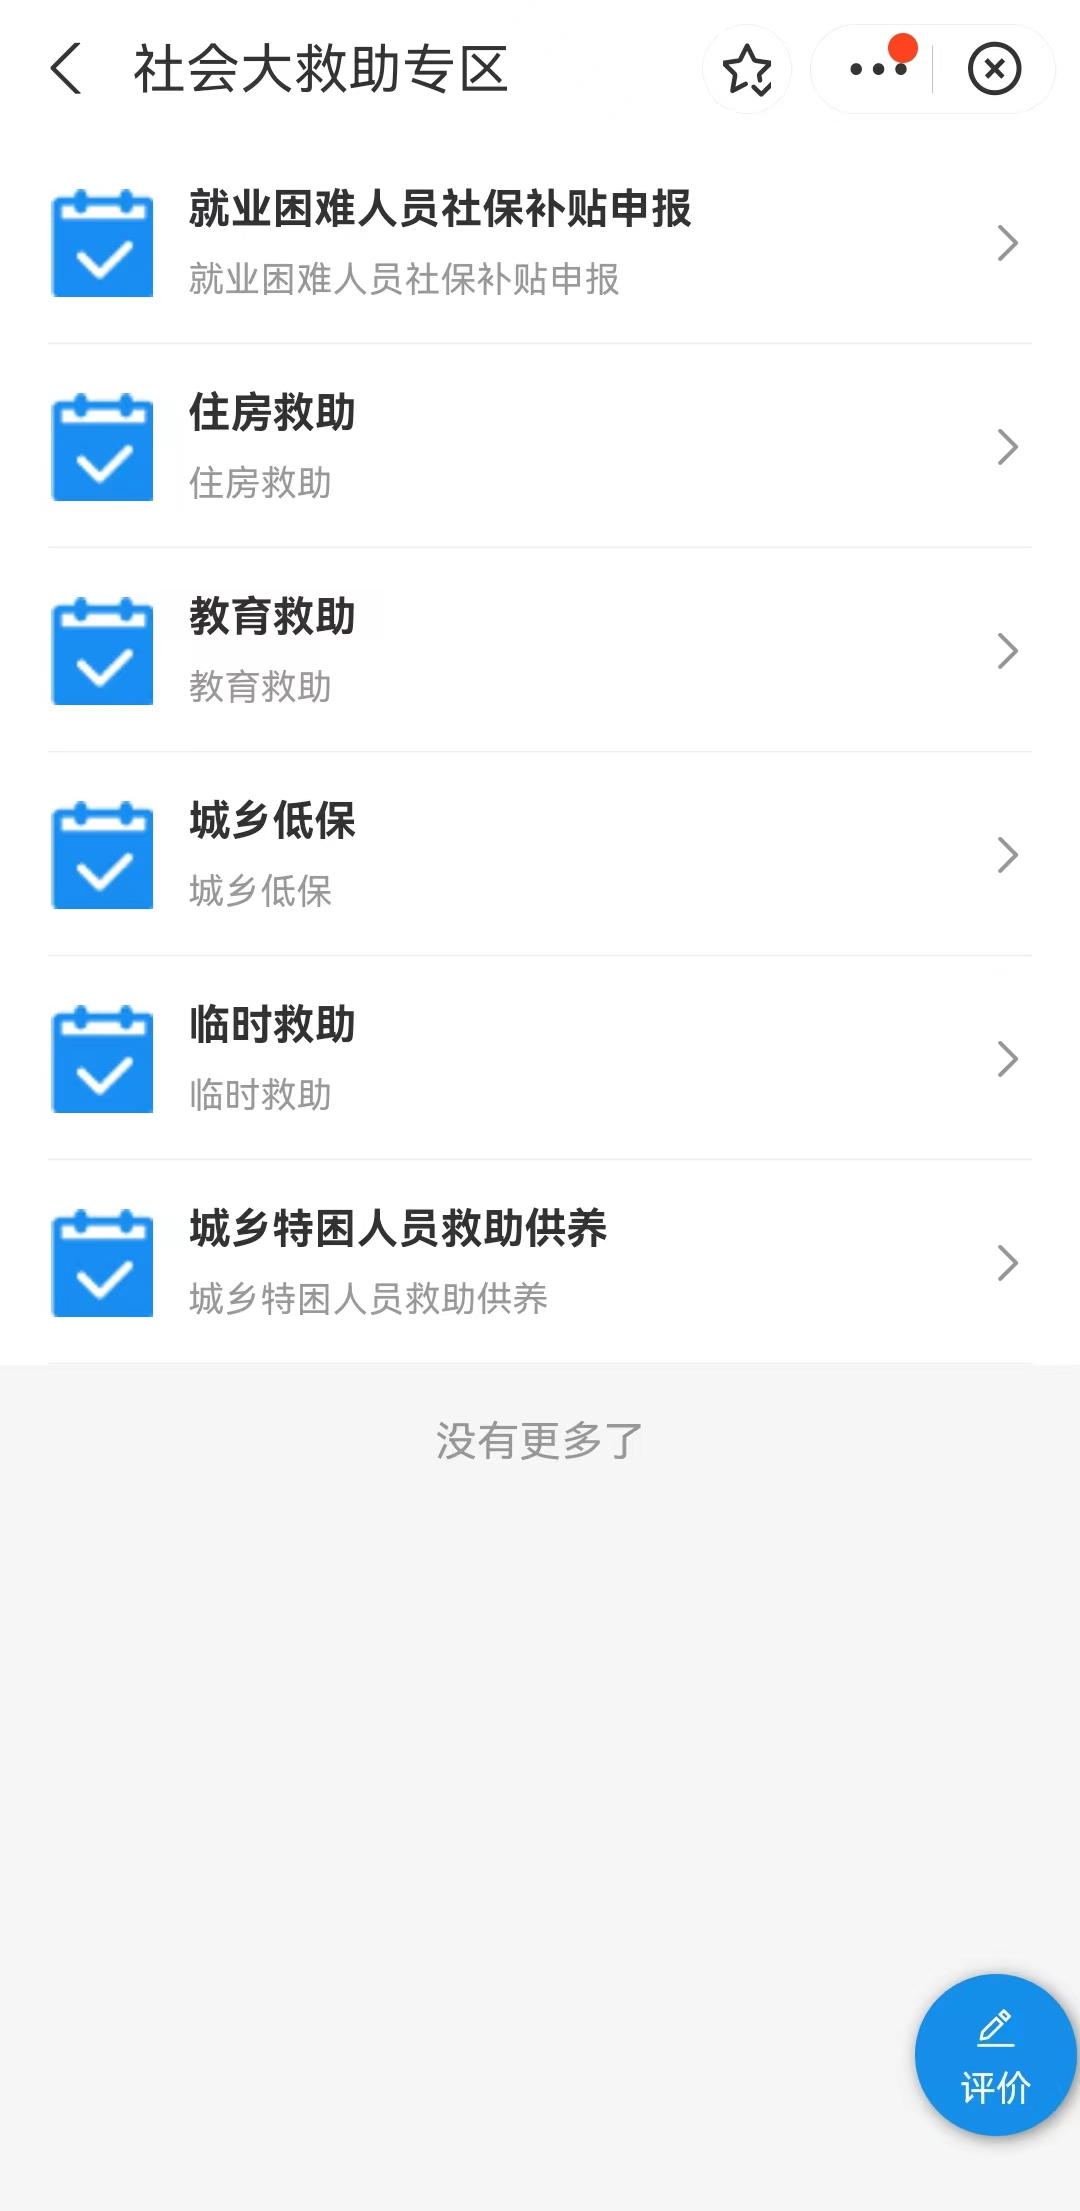 社会大救助专区
就业困难人员社保补贴申报
就业困难人员社保补贴申报
住房救助
住房救助
教育救助
教育救助
城乡低保
城乡低保
临时救助
临时救助
城乡特困人员救助供养
城乡特困人员救助供养
没有更多了
评价